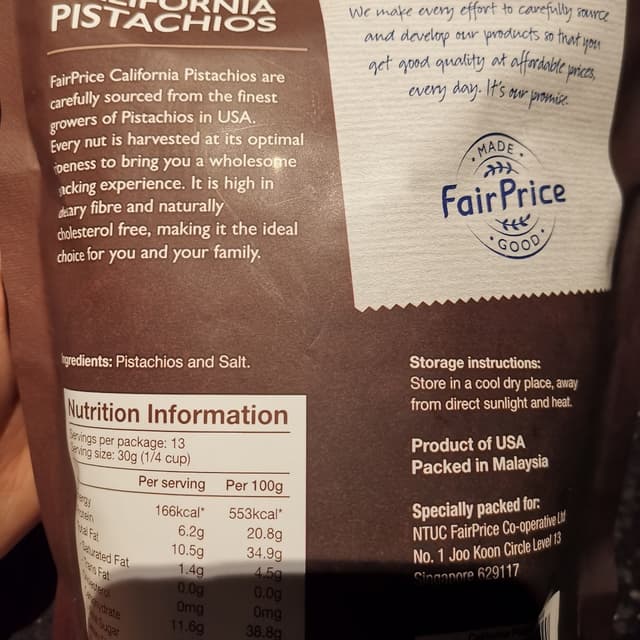 PISTACHIOS
FairPrice California Pistachios are
carefully sourced from the finest
growers of Pistachios in USA.
Every nut is harvested at its optimal
to bring you a wholesome
experience. It is high in
fibre and naturally
cholesterol free, making it the ideal
choice for you and your family.
We make every effort to carefully source
and develop our products so that you
get good quality at affordable prices,
every day. It's our promise.
MADE
FairPrice
GOOD
Ingredients: Pistachios and Salt.
Nutrition Information
Servings per package: 13
Serving size: 30g (1/4 cup)
Per serving Per 100g
166kcal* 553kcal*
6.2g 20.8g
Total Fat 10.5g 34.9g
Saturated Fat 1.4g 4.5g
Trans Fat 0.0g 0.0g
0mg 0mg
11.6g 38.8g
Sugar
Storage instructions:
Store in a cool dry place, away
from direct sunlight and heat.
Product of USA
Packed in Malaysia
Specially packed for:
NTUC FairPrice Co-operative Ltd
No. 1 Joo Koon Circle Level 13
Singapore 629117